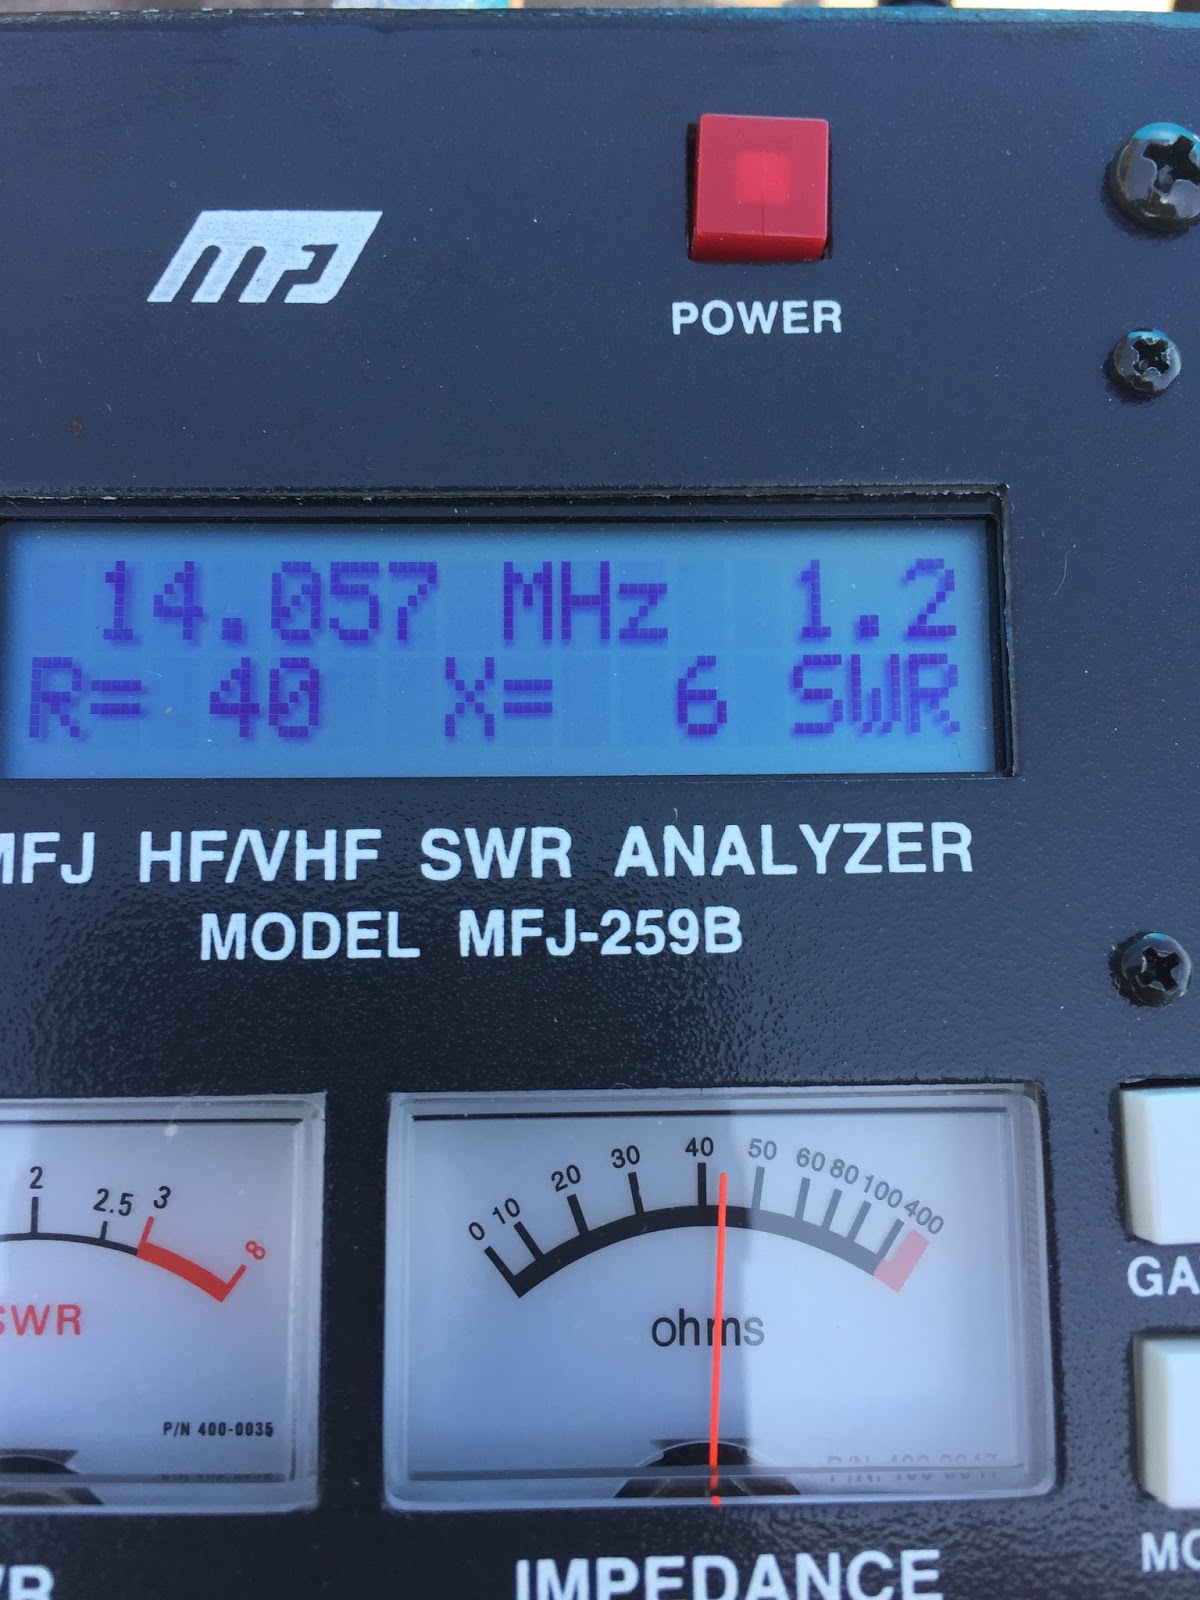 MFJ
POWER
14.057 MHz 1.2
R= 40 X= 6 SWR
MFJ HF/VHF SWR ANALYZER
MODEL MFJ-259B
2 2.5 3 8
SWR
P/N 400-0035
0 10 20 30 40 50 60 80 100 400
ohms
GA
IMPEDANCE
MO